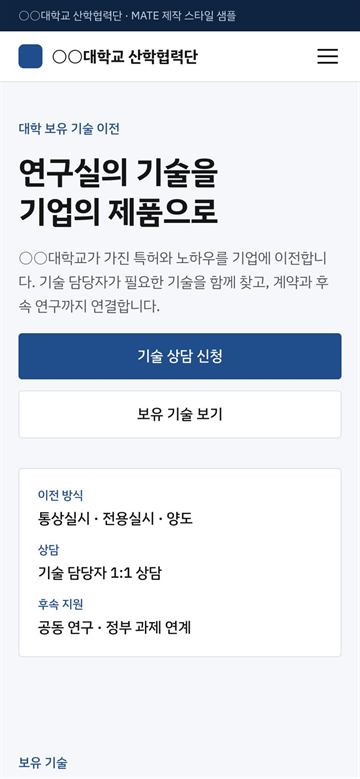 ○○대학교 산학협력단 · MATE 제작 스타일 샘플
○○대학교 산학협력단
대학 보유 기술 이전
연구실의 기술을
기업의 제품으로
○○대학교가 가진 특허와 노하우를 기업에 이전합니
다. 기술 담당자가 필요한 기술을 함께 찾고, 계약과 후
속 연구까지 연결합니다.
기술 상담 신청
보유 기술 보기
이전 방식
통상실시 · 전용실시 · 양도
상담
기술 담당자 1:1 상담
후속 지원
공동 연구 · 정부 과제 연계
보유 기술